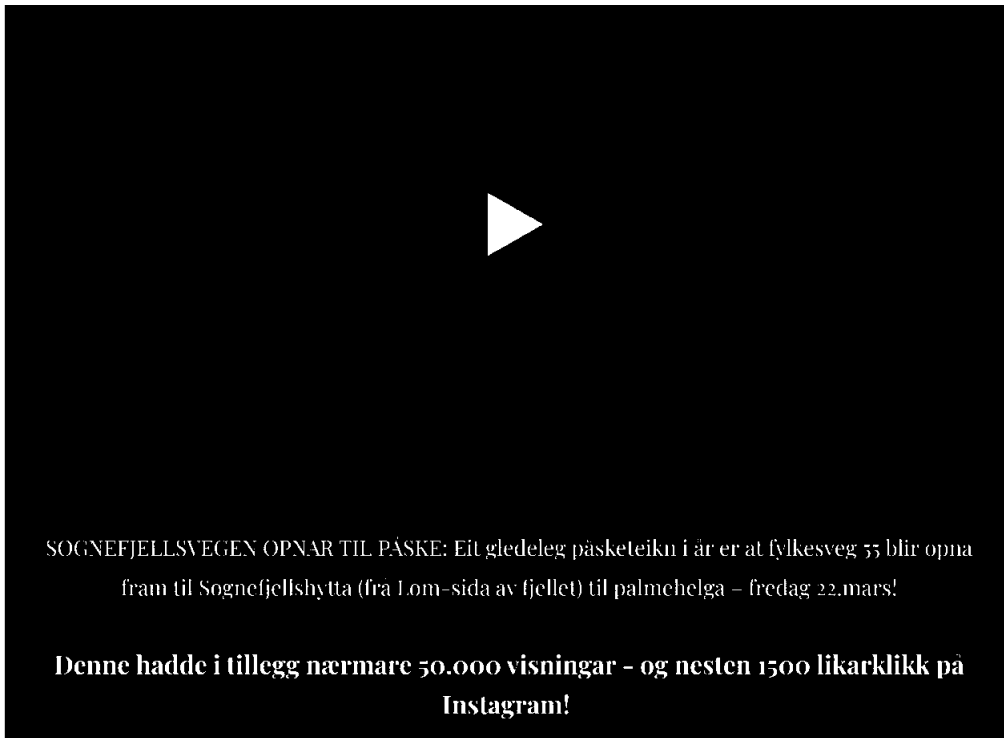 SOGNEFJELLSVEGEN OPNAR TIL PÅSKE: Eit gledeleg påsketeikn i år er at fylkesveg 55 blir opna
fram til Sognefjellshytta (frå Lom-sida av fjellet) til palmehelga – fredag 22.mars!
Denne hadde i tillegg nærmare 50.000 visningar - og nesten 1500 likarklikk på
Instagram!